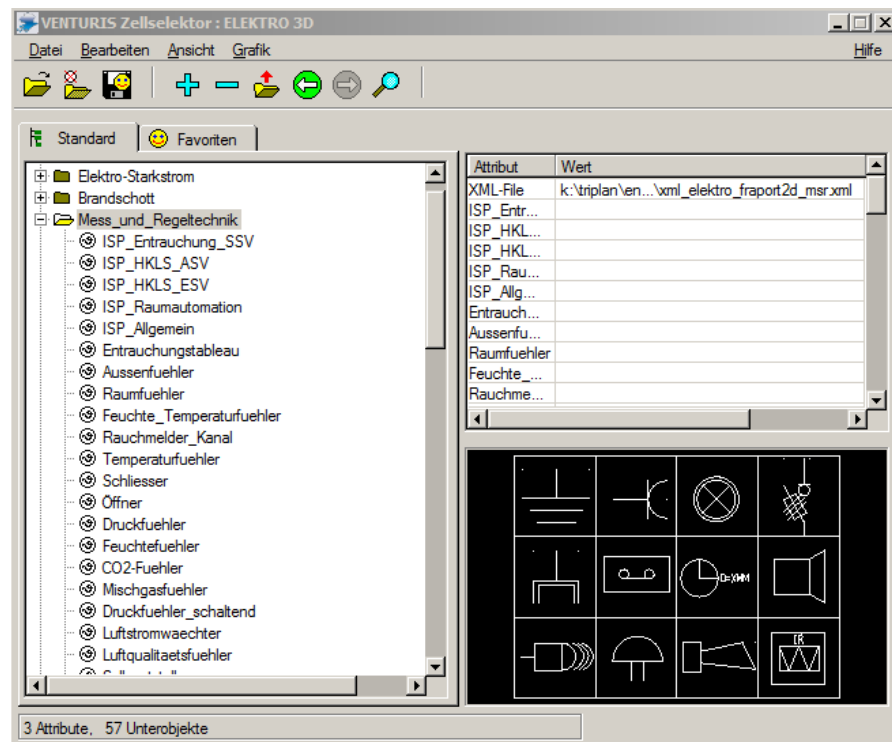 VENTURIS Zellselektor : ELEKTRO 3D
Datei Bearbeiten Ansicht Grafik Hilfe
Standard Favoriten
Elektro-Starkstrom
Brandschott
Mess_und_Regeltechnik
ISP_Entrauchung_SSV
ISP_HKLS_ASV
ISP_HKLS_ESV
ISP_Raumautomation
ISP_Allgemein
Entrauchungstableau
Aussenfuehler
Raumfuehler
Feuchte_Temperaturfuehler
Rauchmelder_Kanal
Temperaturfuehler
Schliesser
Öffner
Druckfuehler
Feuchtefuehler
CO2-Fuehler
Mischgasfuehler
Druckfuehler_schaltend
Luftstromwaechter
Luftqualitaetsfuehler
Attribut Wert
XML-File k:\triplan\en...\xml_elektro_fraport2d_msr.xml
ISP_Entr...
ISP_HKL...
ISP_HKL...
ISP_Rau...
ISP_Allg...
Entrauch...
Aussenfu...
Raumfuehler
Feuchte_...
Rauchme...
IR
3 Attribute, 57 Unterobjekte